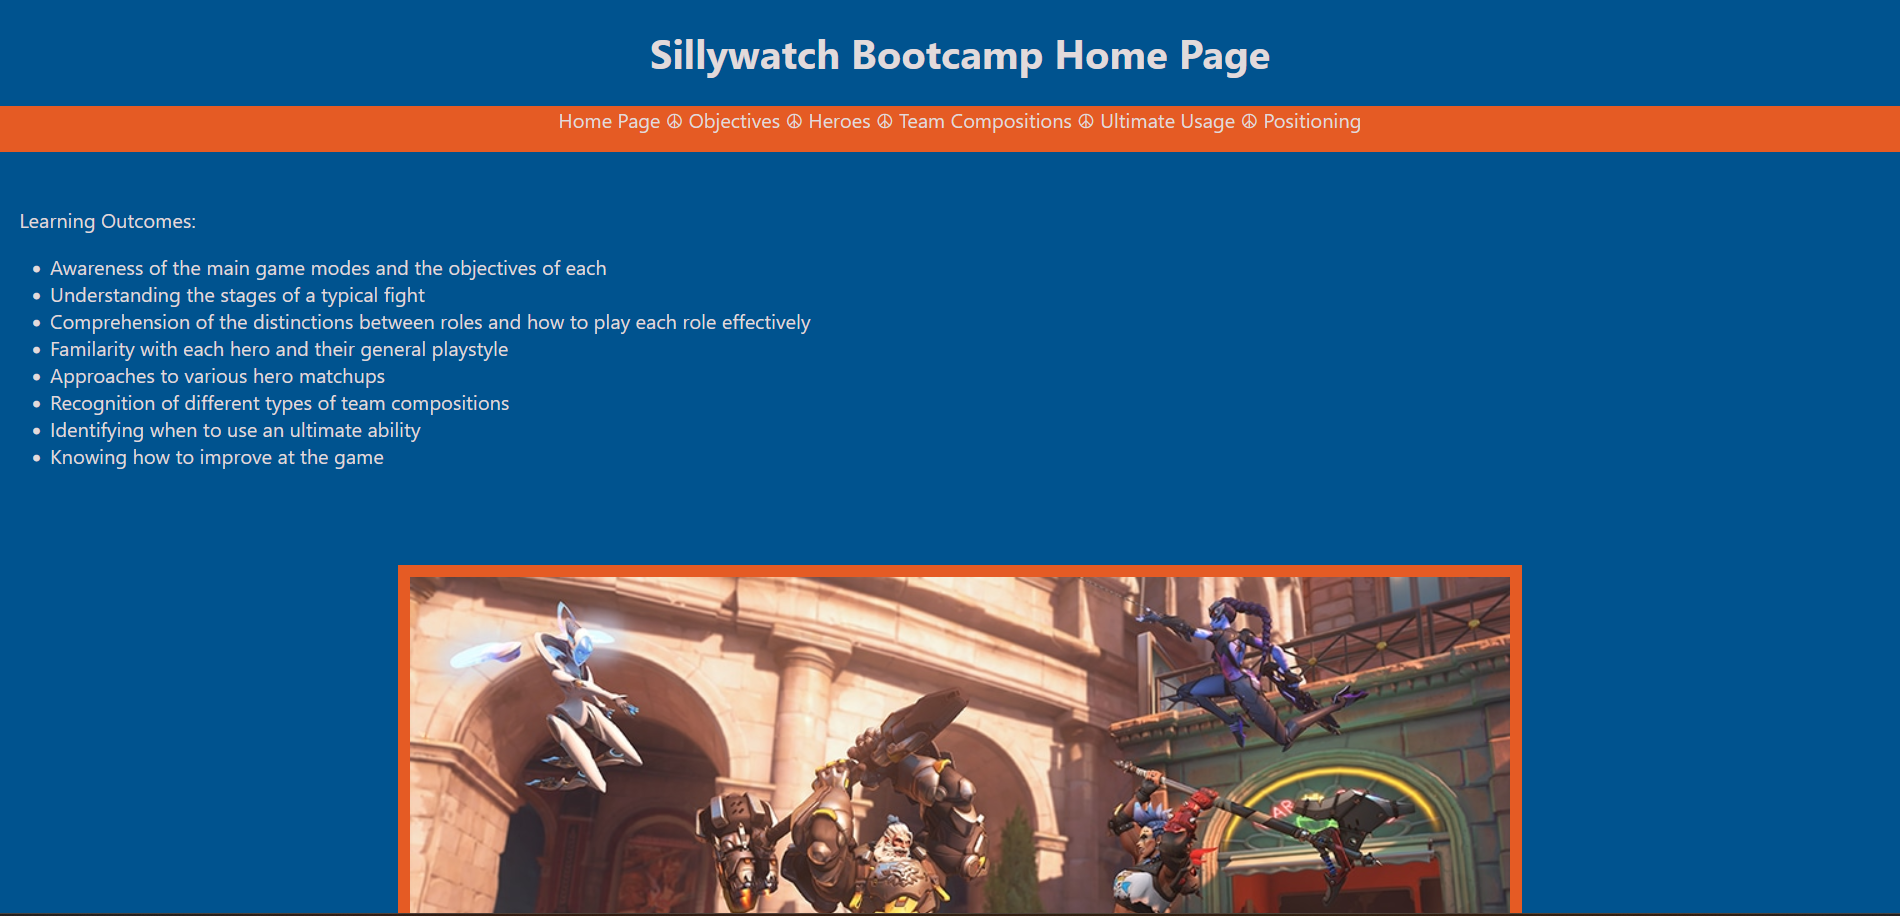 Sillywatch Bootcamp Home Page
Home Page ☮ Objectives ☮ Heroes ☮ Team Compositions ☮ Ultimate Usage ☮ Positioning
Learning Outcomes:
• Awareness of the main game modes and the objectives of each
• Understanding the stages of a typical fight
• Comprehension of the distinctions between roles and how to play each role effectively
• Familarity with each hero and their general playstyle
• Approaches to various hero matchups
• Recognition of different types of team compositions
• Identifying when to use an ultimate ability
• Knowing how to improve at the game